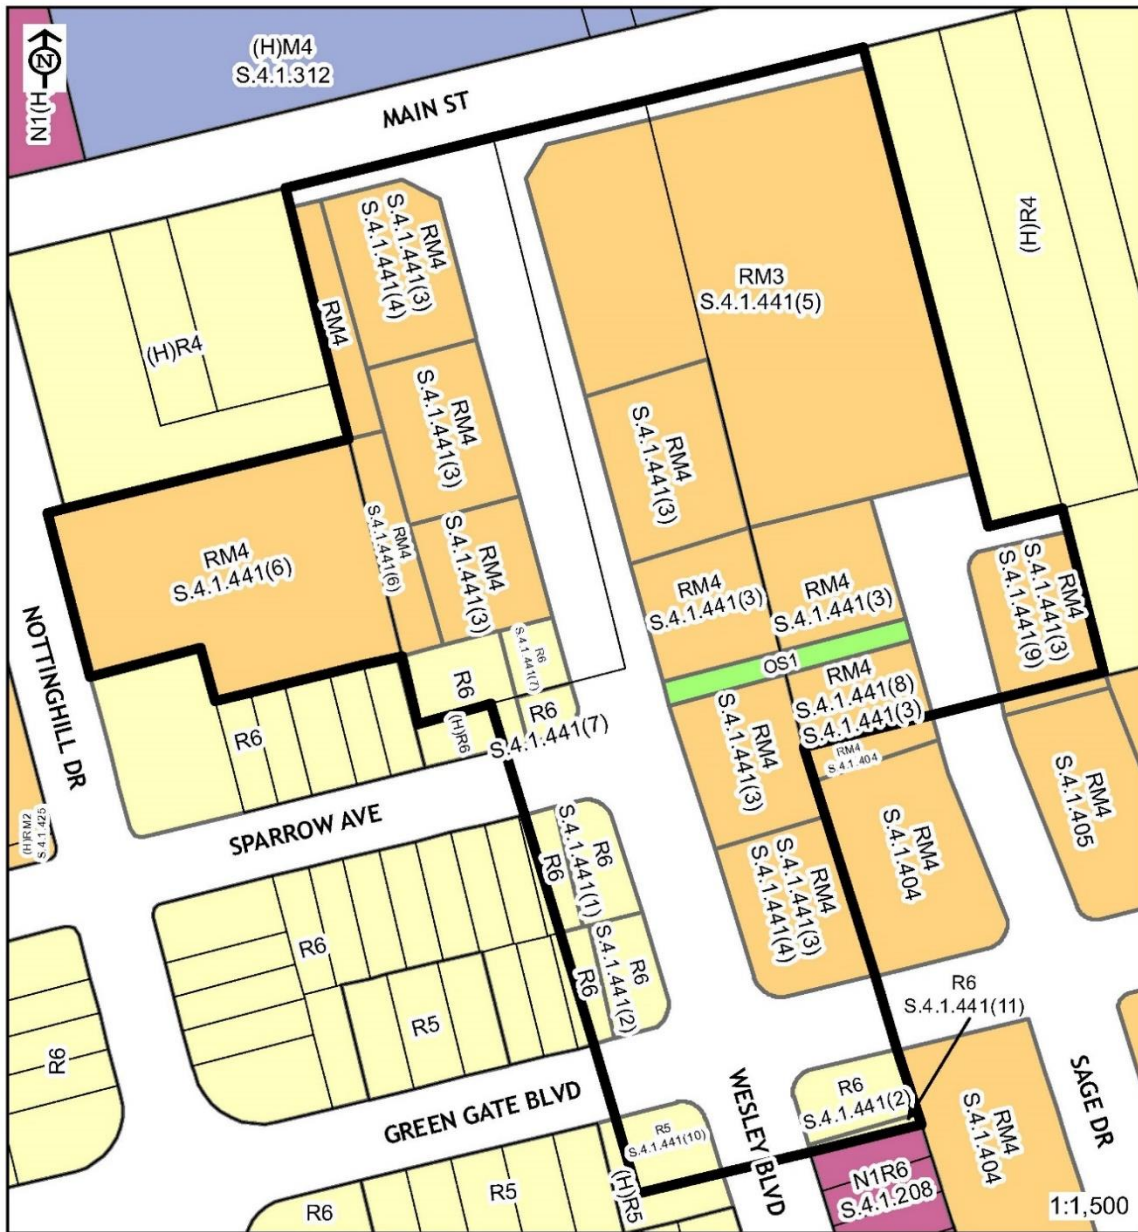 N
N1(H
(H)M4
S.4.1.312
MAIN ST
(H)R4
RM4
RM4
S.4.1.441(3)
S.4.1.441(4)
RM3
S.4.1.441(5)
(H)R4
RM4
S.4.1.441(3)
RM4
S.4.1.441(3)
RM4
S.4.1.441(6)
RM4
S.4.1.441(6)
RM4
S.4.1.441(3)
RM4
S.4.1.441(3)
RM4
S.4.1.441(3)
RM4
S.4.1.441(3)
S.4.1.441(9)
OS1
NOTTINGHILL DR
R6
R6
S.4.1.441(7)
R6
(H)R6
R6
S.4.1.441(7)
RM4
S.4.1.441(3)
RM4
S.4.1.441(8)
S.4.1.441(3)
RM4
S.4.1.404
RM4
S.4.1.405
(H)RM2
S.4.1.425
SPARROW AVE
R6
R6
S.4.1.441(1)
RM4
S.4.1.441(3)
S.4.1.441(4)
RM4
S.4.1.404
R6
R6
R6
S.4.1.441(2)
R5
R6
S.4.1.441(11)
R6
GREEN GATE BLVD
R5
S.4.1.441(10)
WESLEY BLVD
R6
S.4.1.441(2)
RM4
S.4.1.404
SAGE DR
R6
R5
(H)R5
N1R6
S.4.1.208
1:1,500